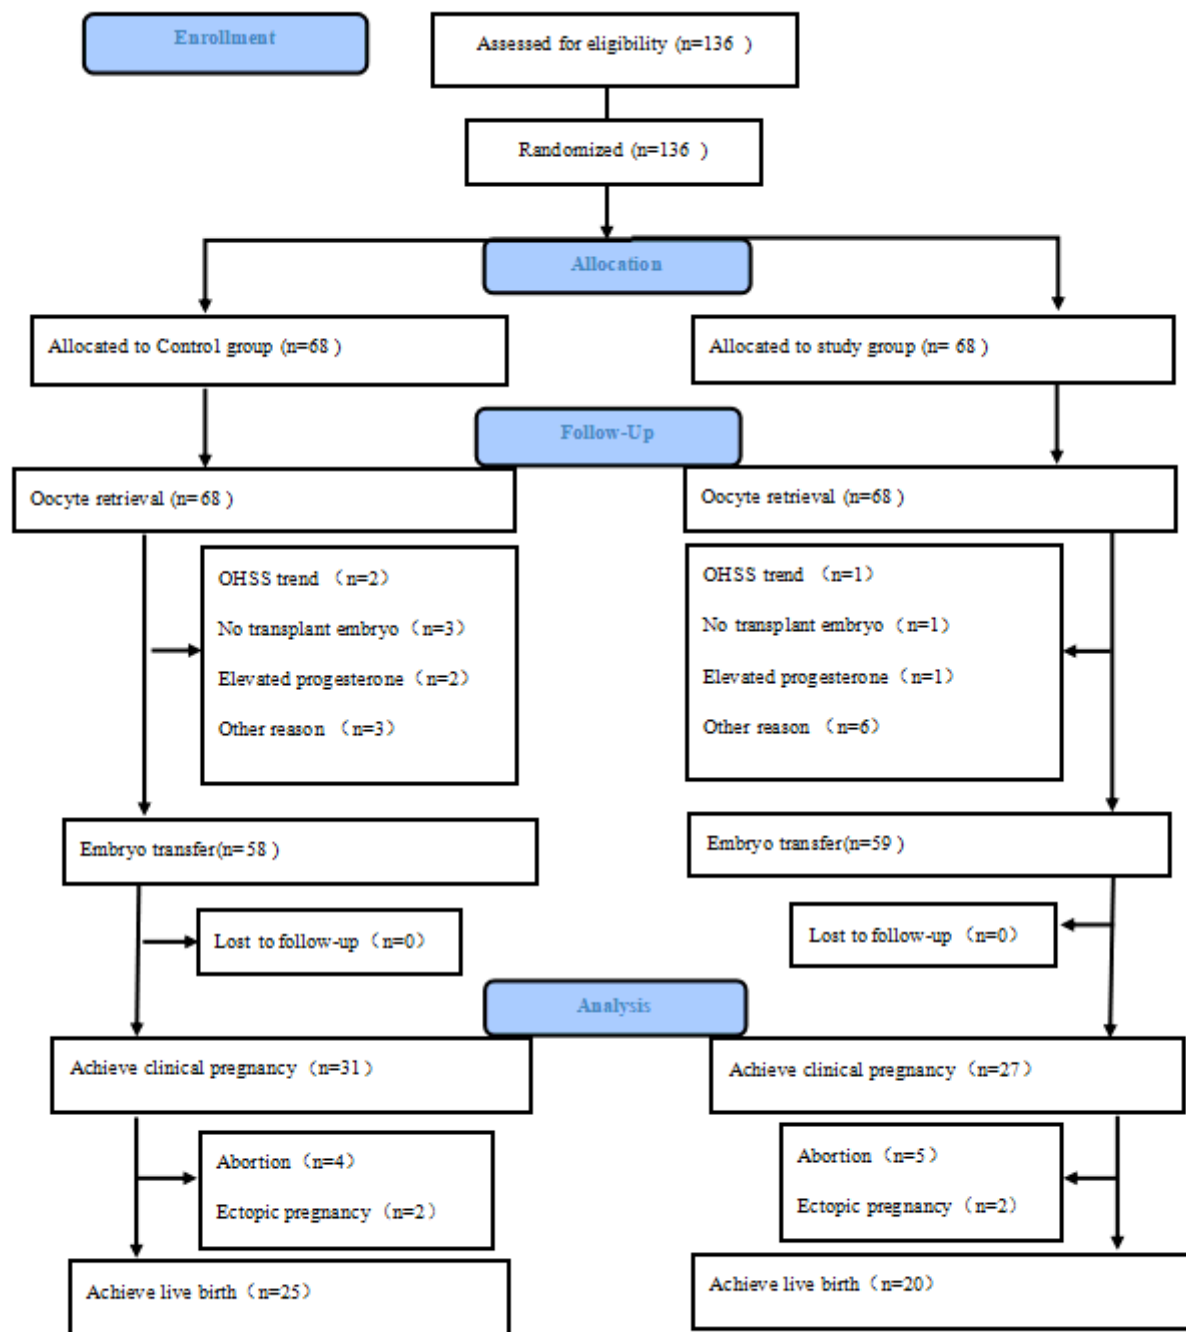 Enrollment
Assessed for eligibility (n=136 )
Randomized (n=136 )
Allocation
Allocated to Control group (n=68 )
Allocated to study group (n= 68 )
Follow-Up
Oocyte retrieval (n=68 )
Oocyte retrieval (n=68 )
OHSS trend （n=2）
No transplant embryo（n=3）
Elevated progesterone（n=2）
Other reason （n=3）
OHSS trend （n=1）
No transplant embryo（n=1）
Elevated progesterone（n=1）
Other reason （n=6）
Embryo transfer(n=58 )
Embryo transfer(n=59 )
Lost to follow-up（n=0）
Lost to follow-up（n=0）
Analysis
Achieve clinical pregnancy（n=31）
Achieve clinical pregnancy（n=27）
Abortion（n=4）
Ectopic pregnancy（n=2）
Abortion（n=5）
Ectopic pregnancy（n=2）
Achieve live birth（n=25）
Achieve live birth（n=20）